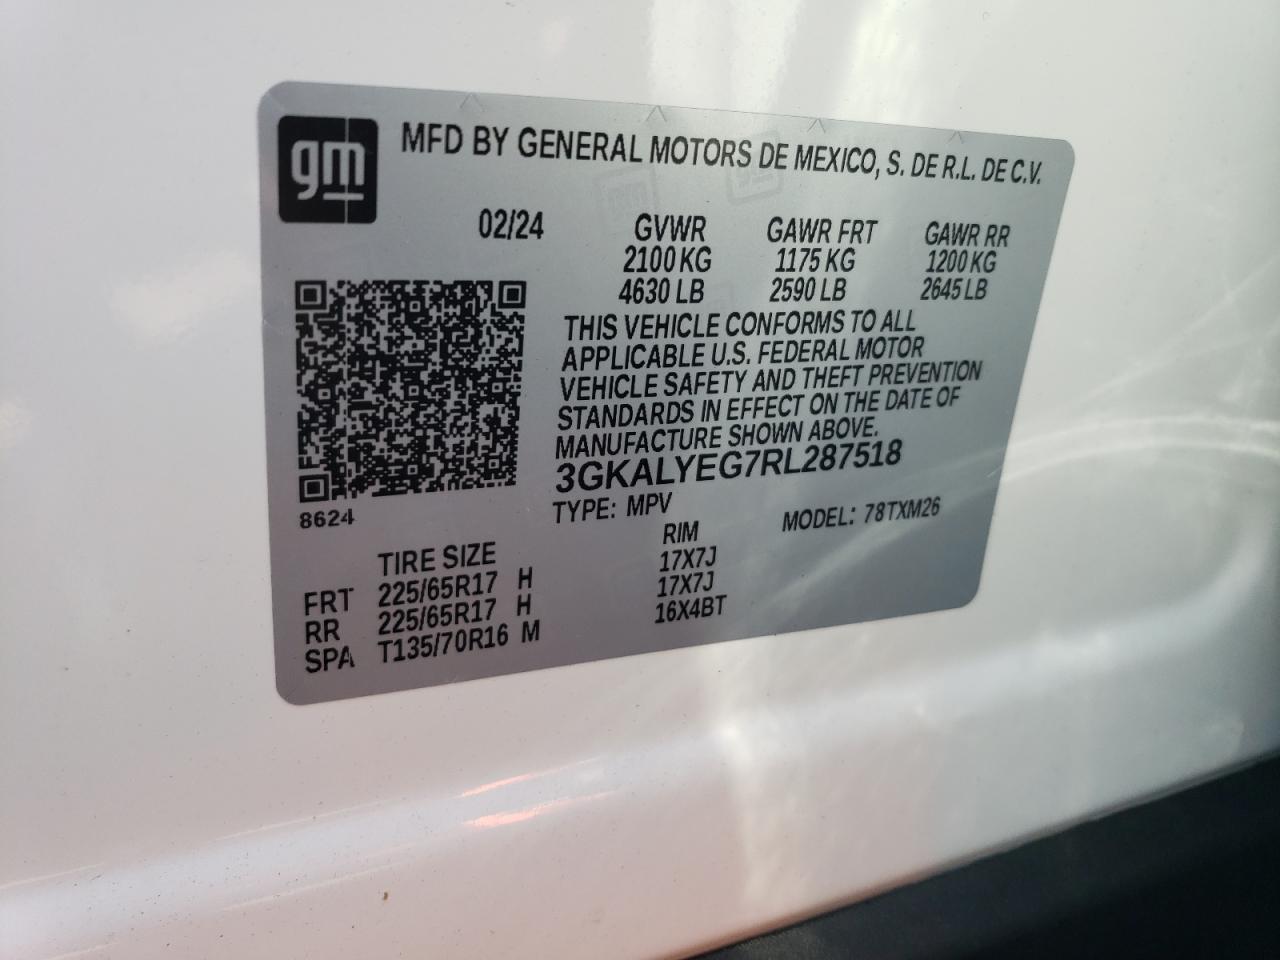 gm
MFD BY GENERAL MOTORS DE MEXICO, S. DE R.L. DE C.V.
02/24 GVWR GAWR FRT GAWR RR
2100 KG 1175 KG 1200 KG
4630 LB 2590 LB 2645 LB
THIS VEHICLE CONFORMS TO ALL
APPLICABLE U.S. FEDERAL MOTOR
VEHICLE SAFETY AND THEFT PREVENTION
STANDARDS IN EFFECT ON THE DATE OF
MANUFACTURE SHOWN ABOVE.
3GKALYEG7RL287518
8624 TYPE: MPV MODEL: 78TXM26
TIRE SIZE RIM
FRT 225/65R17 H 17X7J
RR 225/65R17 H 17X7J
SPA T135/70R16 M 16X4BT